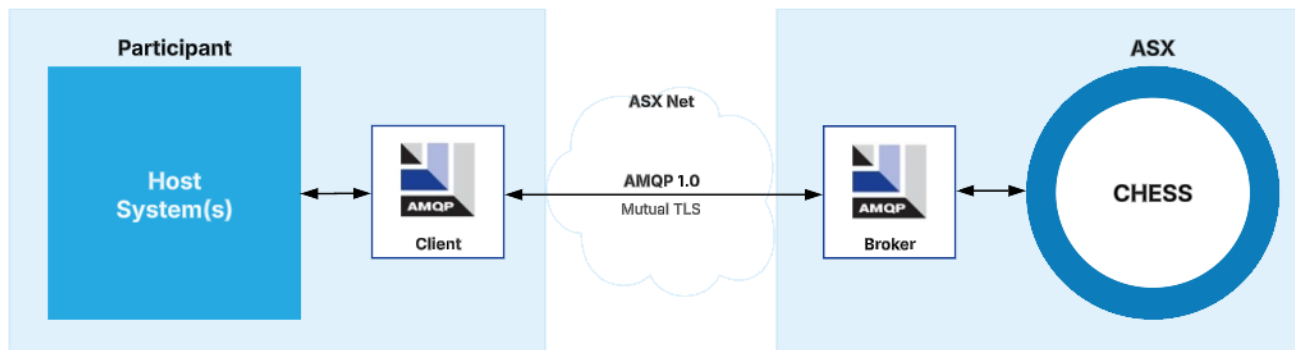 Participant
Host
System(s)
AMQP
Client
ASX Net
AMQP 1.0
Mutual TLS
ASX
AMQP
Broker
CHESS